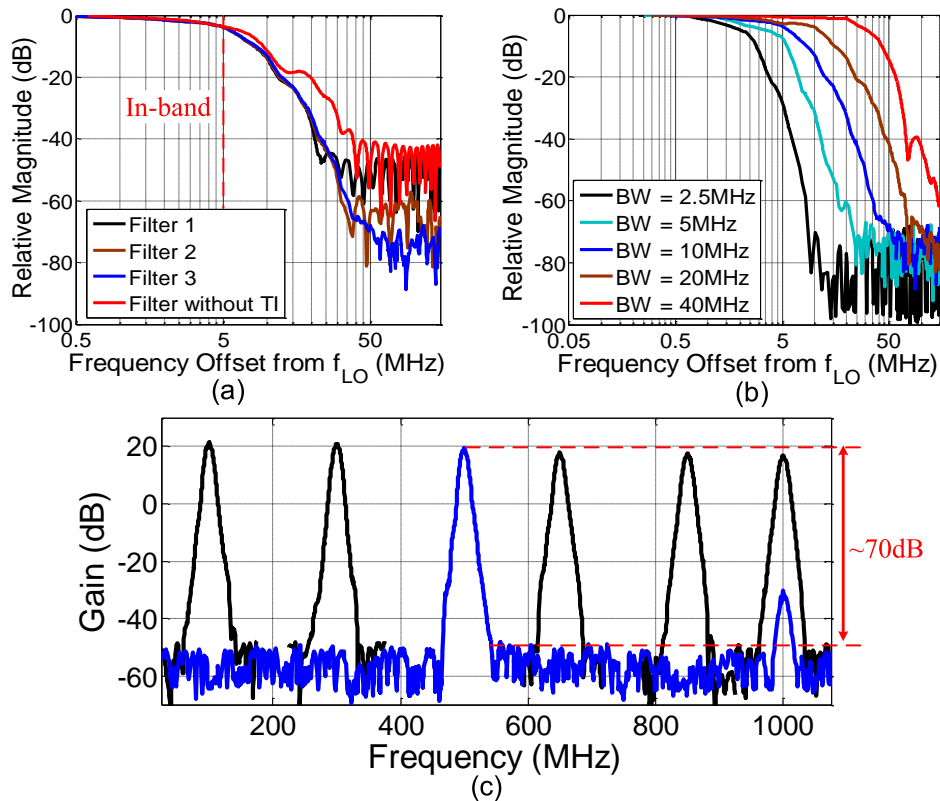 0
-20
-40
-60
-80
-100
Relative Magnitude (dB)
In-band
Filter 1
Filter 2
Filter 3
Filter without TI
0.5
5
50
Frequency Offset from f_LO (MHz)
(a)
0
-20
-40
-60
-80
-100
Relative Magnitude (dB)
BW = 2.5MHz
BW = 5MHz
BW = 10MHz
BW = 20MHz
BW = 40MHz
0.05
0.5
5
50
Frequency Offset from f_LO (MHz)
(b)
20
0
-20
-40
-60
Gain (dB)
~70dB
200
400
600
800
1000
Frequency (MHz)
(c)